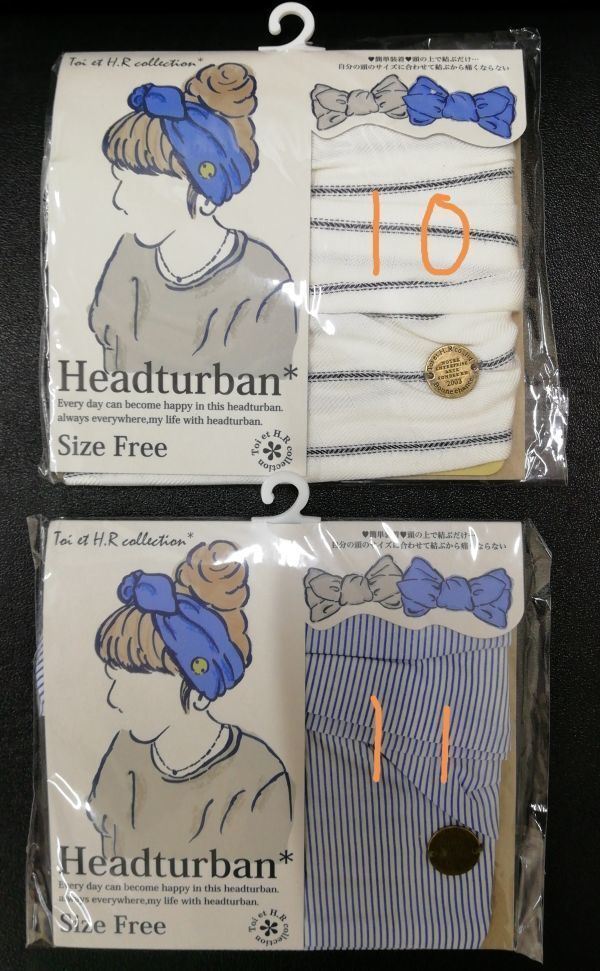 Toi et H.R collection*
♥簡単装着♥頭の上で結ぶだけ…
自分の頭のサイズに合わせて結ぶから痛くならない
10
NOTRE
ENTREPRISE
2003
Headturban*
Every day can become happy in this headturban.
always everywhere,my life with headturban.
Size Free
Toi et H.R collection
Toi et H.R collection*
♥簡単装着♥頭の上で結ぶだけ…
自分の頭のサイズに合わせて結ぶから痛くならない
11
Headturban*
Every day can become happy in this headturban.
always everywhere,my life with headturban.
Size Free
Toi et H.R collection